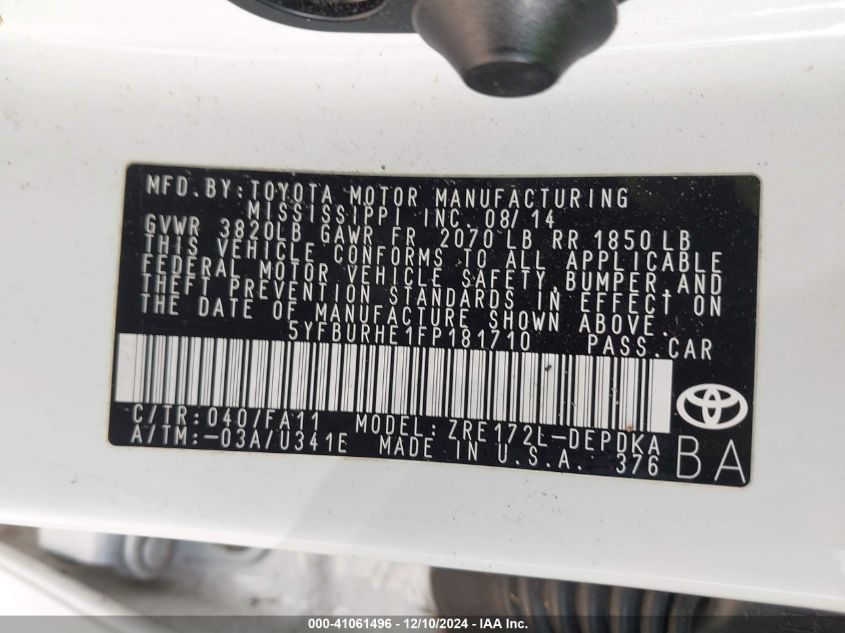 MFD.BY:TOYOTA MOTOR MANUFACTURING
MISSISSIPPI INC. 08/14
GVWR 3820LB GAWR FR 2070LB RR 1850LB
THIS VEHICLE CONFORMS TO ALL APPLICABLE
FEDERAL MOTOR VEHICLE SAFETY,BUMPER,AND
THEFT PREVENTION STANDARDS IN EFFECT ON
THE DATE OF MANUFACTURE SHOWN ABOVE.
5YFBURHE1FP181710 PASS.CAR
C/TR:040/FA11 MODEL:ZRE172L-DEPDKA
A/TM:-03A/U341E MADE IN U.S.A. 376
BA
000-41061496 - 12/10/2024 - IAA, Inc.